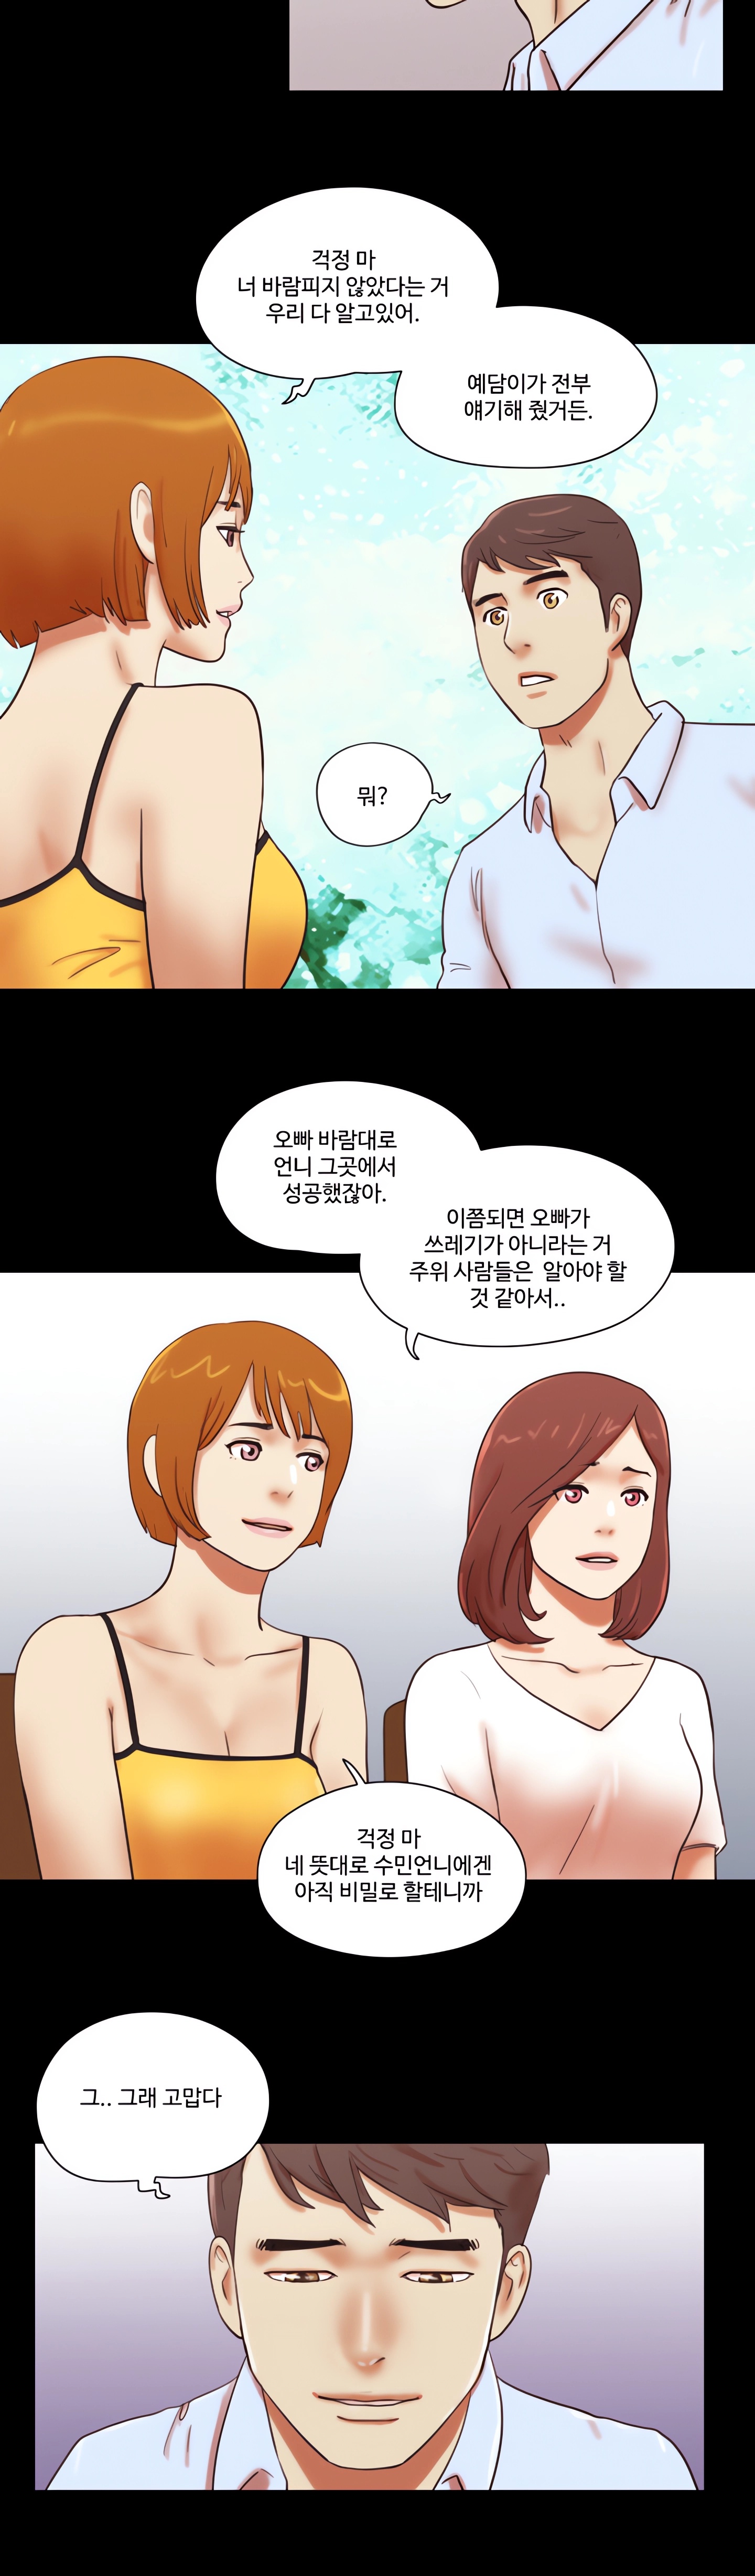 걱정 마
너 바람피지 않았다는 거
우리 다 알고있어.
예담이가 전부
얘기해 줬거든.
뭐?
오빠 바람대로
언니 그곳에서
성공했잖아.
이쯤되면 오빠가
쓰레기가 아니라는 거
주위 사람들은 알아야 할
것 같아서..
걱정 마
네 뜻대로 수민언니에겐
아직 비밀로 할테니까
그.. 그래 고맙다